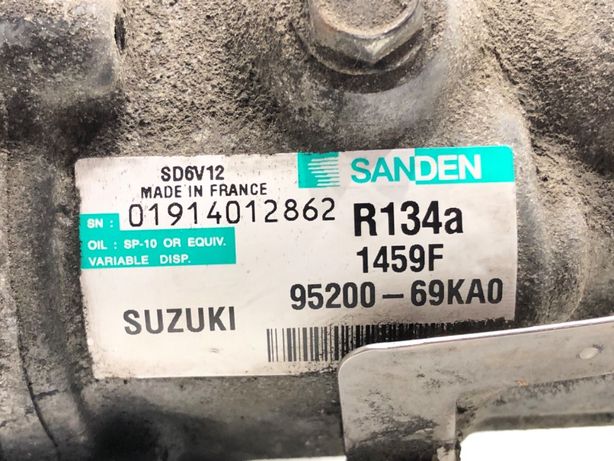 SD6V12
MADE IN FRANCE
SANDEN
SN : 01914012862
R134a
OIL : SP-10 OR EQUIV.
VARIABLE DISP.
1459F
95200-69KA0
SUZUKI